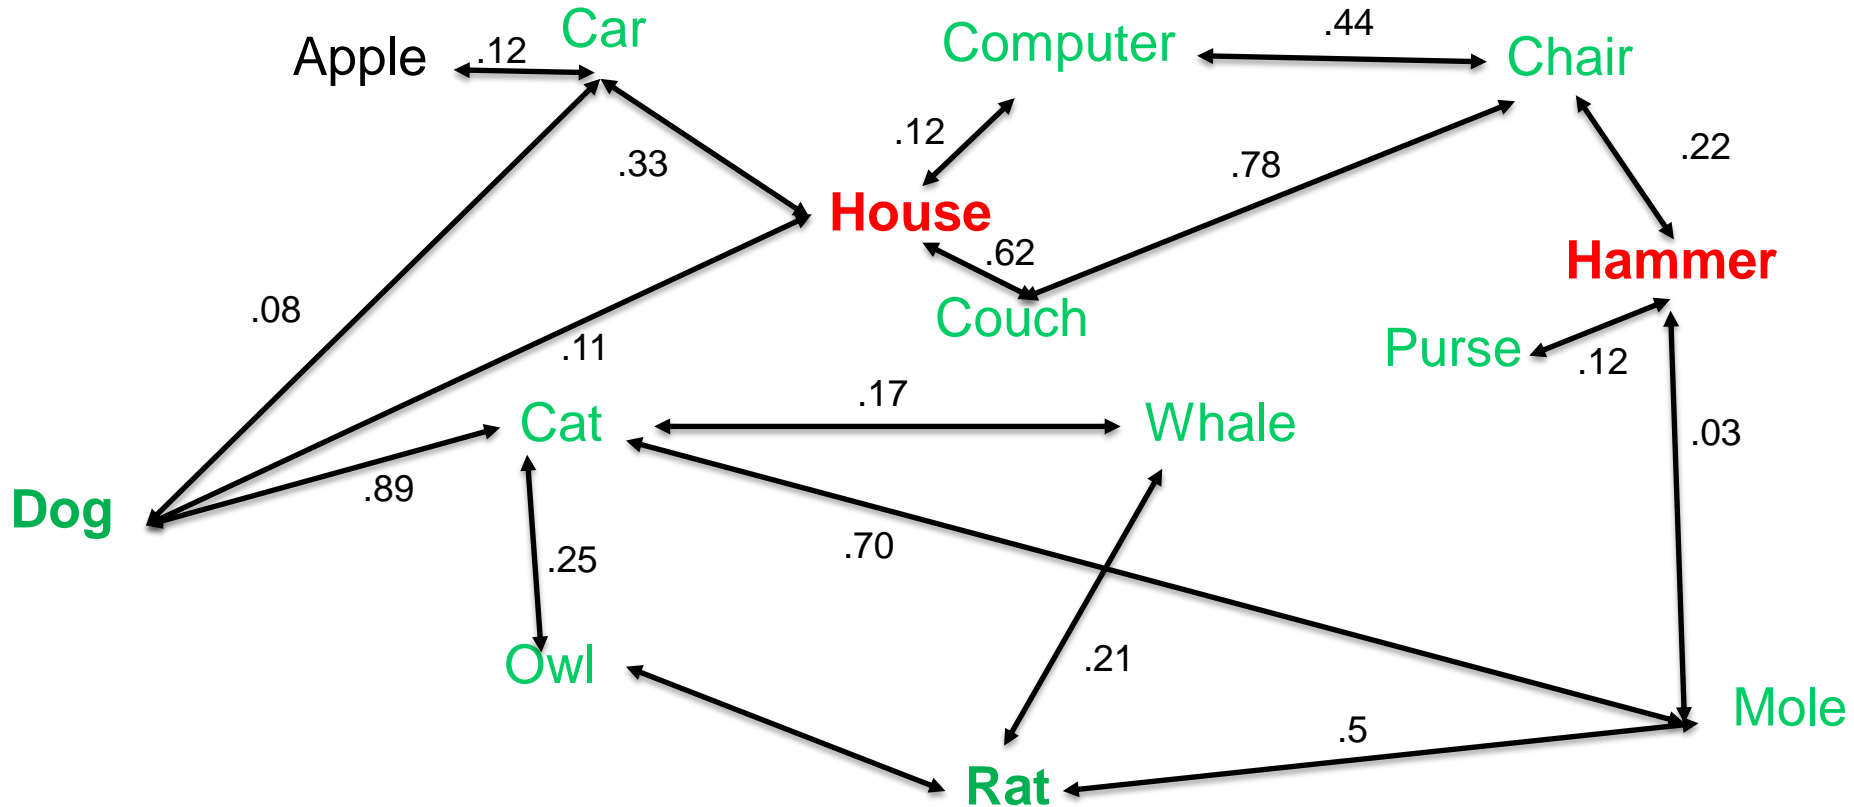 Car
Apple
.12
Computer
.44
Chair
.12
.33
.78
.22
House
.62
Hammer
.08
Couch
.11
Purse
.12
.17
Cat
Whale
.03
.89
Dog
.70
.25
.21
Owl
Mole
.5
Rat